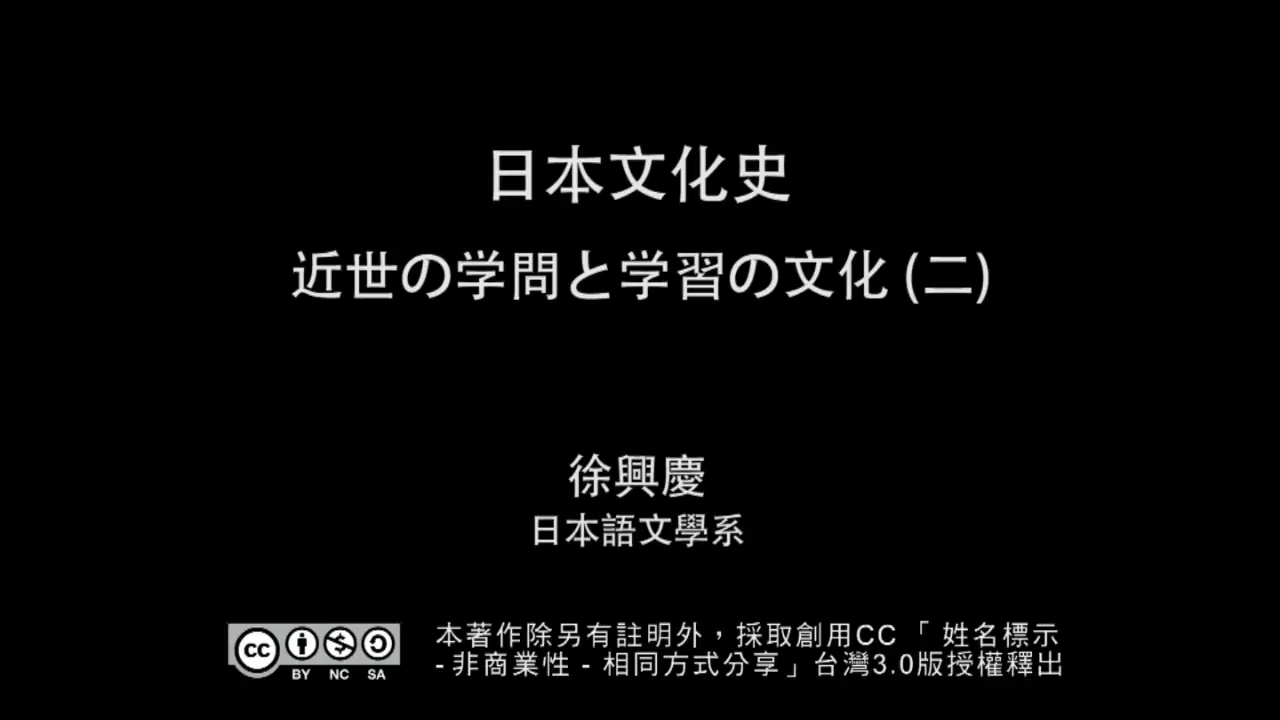 日本文化史
近世の学問と学習の文化 (二)
徐興慶
日本語文學系
本著作除另有註明外，採取創用CC「 姓名標示
- 非商業性 - 相同方式分享」台灣3.0版授權釋出
cc
BY NC SA